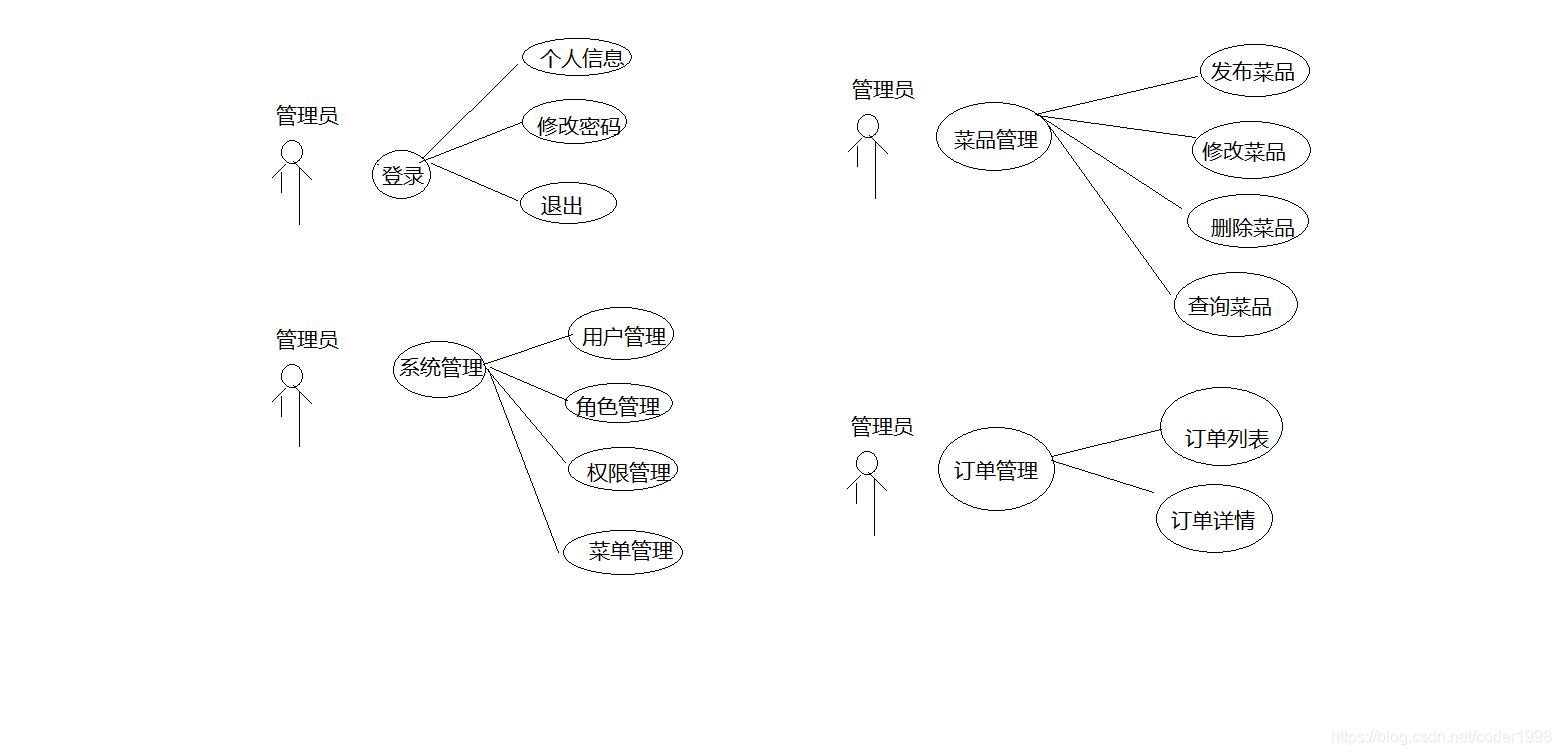 管理员
登录
个人信息
修改密码
退出
管理员
菜品管理
发布菜品
修改菜品
删除菜品
查询菜品
管理员
系统管理
用户管理
角色管理
权限管理
菜单管理
管理员
订单管理
订单列表
订单详情
https://blog.csdn.net/coder1998